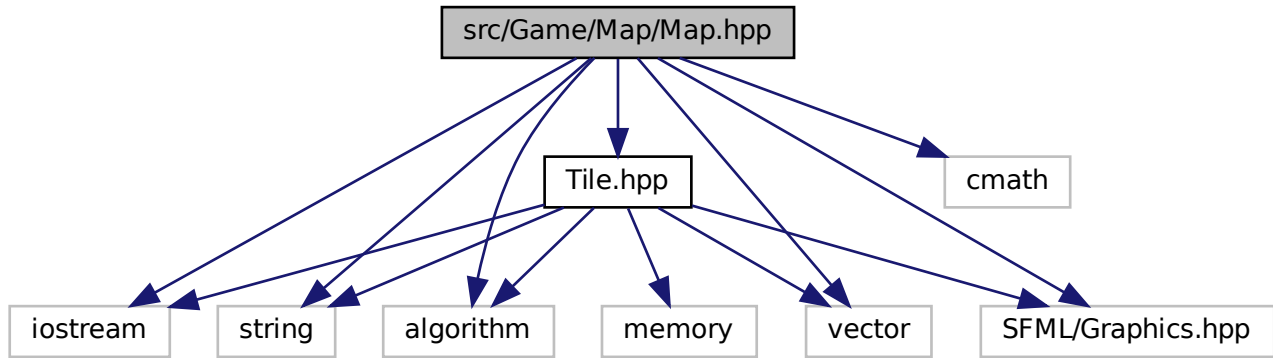 src/Game/Map/Map.hpp
Tile.hpp
cmath
iostream
string
algorithm
memory
vector
SFML/Graphics.hpp